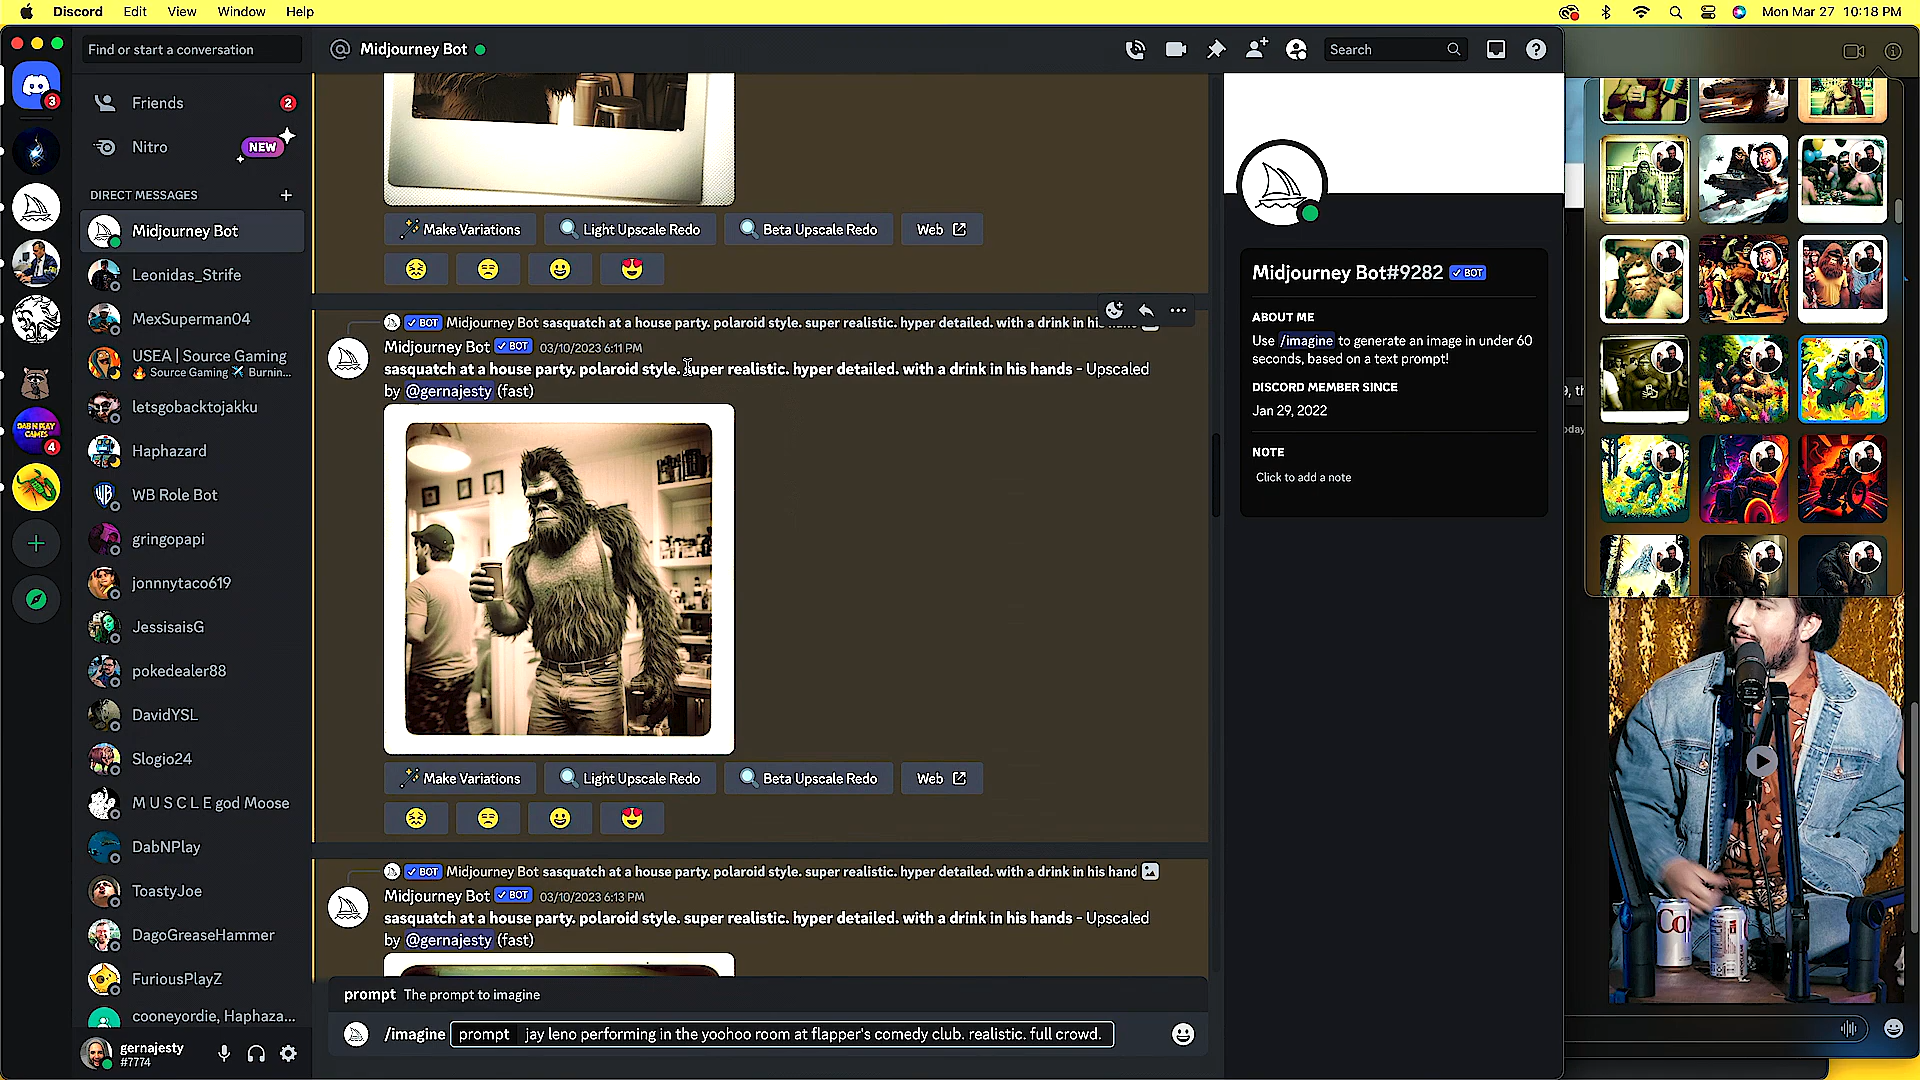 Discord Edit View Window Help
Mon Mar 27 10:18 PM
Find or start a conversation
3
Friends
2
Nitro
NEW
DIRECT MESSAGES
Midjourney Bot
Leonidas_Strife
MexSuperman04
USEA | Source Gaming
Source Gaming Burnin...
letsgobacktojakku
Haphazard
WB Role Bot
gringopapi
jonnnytaco619
JessisaisG
pokedealer88
DavidYSL
Slogio24
M U S C L E god Moose
DabNPlay
ToastyJoe
DagoGreaseHammer
FuriousPlayZ
cooneyordie, Haphaza...
gernajesty
#7774
DAB N PLAY
GAMES
4
Midjourney Bot
Search
Make Variations
Light Upscale Redo
Beta Upscale Redo
Web
BOT Midjourney Bot sasquatch at a house party. polaroid style. super realistic. hyper detailed. with a drink in his
Midjourney Bot BOT 03/10/2023 6:11 PM
sasquatch at a house party. polaroid style. super realistic. hyper detailed. with a drink in his hands - Upscaled
by @gernajesty (fast)
Make Variations
Light Upscale Redo
Beta Upscale Redo
Web
BOT Midjourney Bot sasquatch at a house party. polaroid style. super realistic. hyper detailed. with a drink in his hand
Midjourney Bot BOT 03/10/2023 6:13 PM
sasquatch at a house party. polaroid style. super realistic. hyper detailed. with a drink in his hands - Upscaled
by @gernajesty (fast)
prompt The prompt to imagine
/imagine prompt jay leno performing in the yoohoo room at flapper's comedy club. realistic. full crowd.
Midjourney Bot#9282 BOT
ABOUT ME
Use /imagine to generate an image in under 60
seconds, based on a text prompt!
DISCORD MEMBER SINCE
Jan 29, 2022
NOTE
Click to add a note